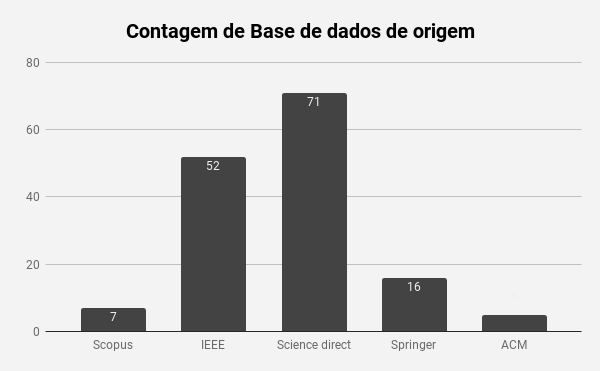 Contagem de Base de dados de origem
80
60
40
20
0
7
52
71
16
Scopus
IEEE
Science direct
Springer
ACM